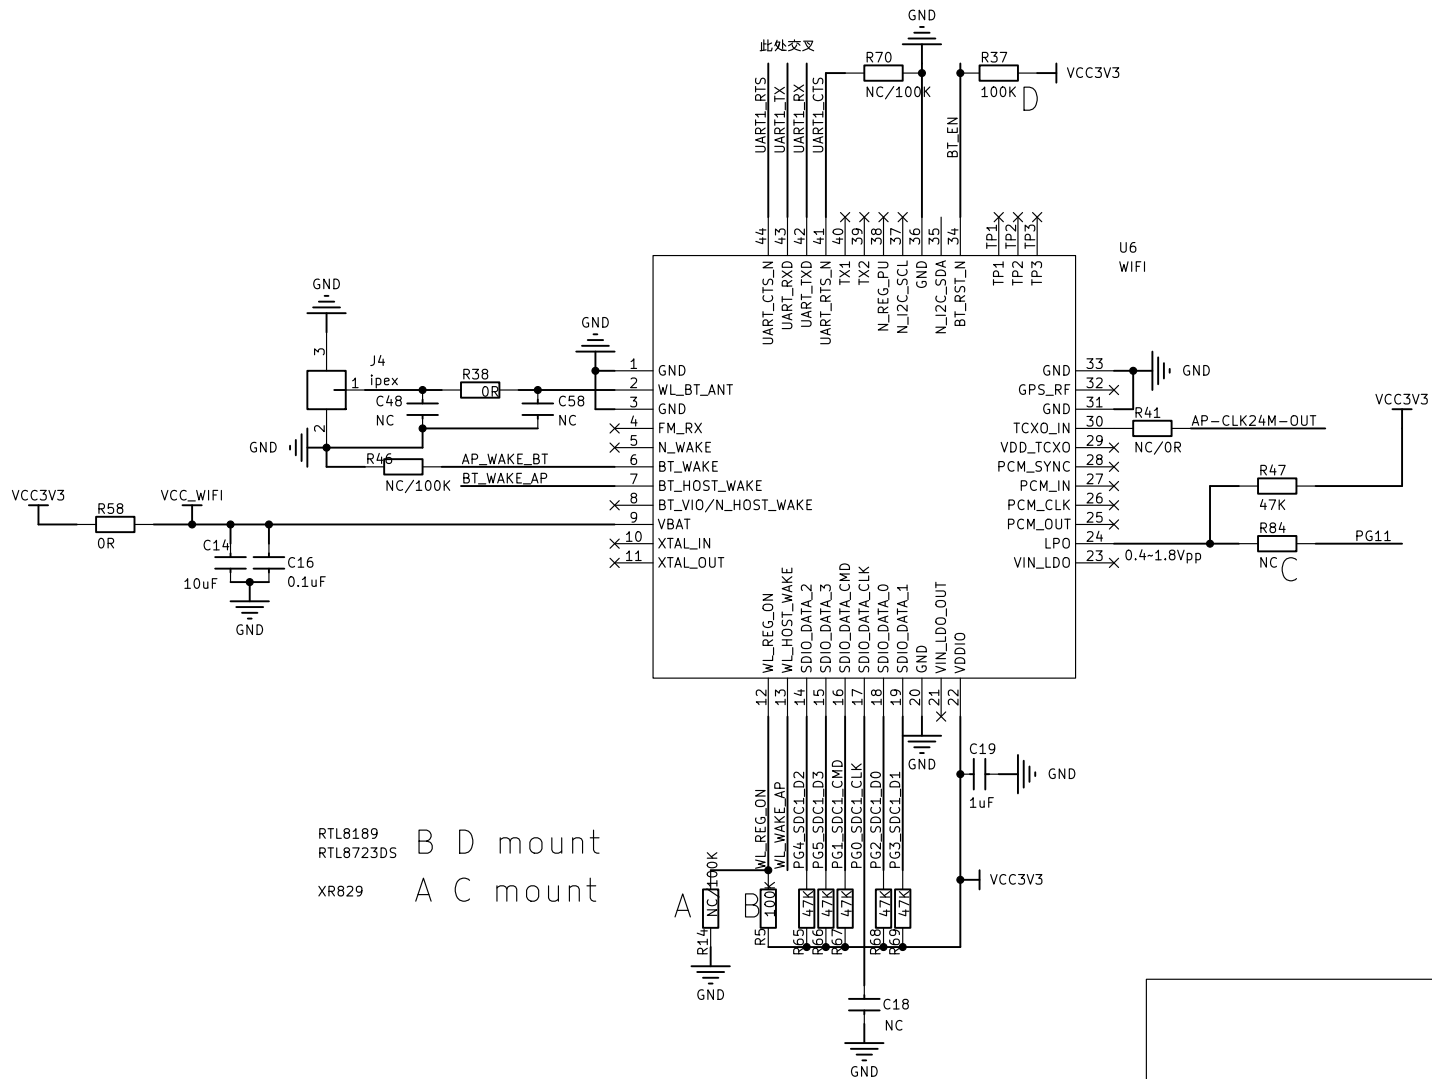 GND
此处交叉
R70
NC/100K
R37
100K
D
VCC3V3
UART1_RTS
UART1_TX
UART1_RX
UART1_CTS
BT_EN
44
43
42
41
40
39
38
37
36
35
34
TP1
TP2
TP3
UART_CTS_N
UART_RXD
UART_TXD
UART_RTS_N
TX1
TX2
N_REG_PU
N_I2C_SCL
GND
N_I2C_SDA
BT_RST_N
TP1
TP2
TP3
U6
WIFI
GND
3
J4
ipex
1
2
GND
R38
0R
C48
NC
C58
NC
GND
R46
NC/100K
AP_WAKE_BT
BT_WAKE_AP
VCC3V3
R58
0R
VCC_WIFI
C14
10uF
C16
0.1uF
GND
1 GND
2 WL_BT_ANT
3 GND
4 FM_RX
5 N_WAKE
6 BT_WAKE
7 BT_HOST_WAKE
8 BT_VIO/N_HOST_WAKE
9 VBAT
10 XTAL_IN
11 XTAL_OUT
GND 33
GPS_RF 32
GND 31
TCXO_IN 30
VDD_TCXO 29
PCM_SYNC 28
PCM_IN 27
PCM_CLK 26
PCM_OUT 25
LPO 24
VIN_LDO 23
GND
R41
NC/0R
AP-CLK24M-OUT
VCC3V3
R47
47K
R84
NC
C
PG11
0.4~1.8Vpp
WL_REG_ON
WL_HOST_WAKE
SDIO_DATA_2
SDIO_DATA_3
SDIO_DATA_CMD
SDIO_DATA_CLK
SDIO_DATA_0
SDIO_DATA_1
GND
VIN_LDO_OUT
VDDIO
12
13
14
15
16
17
18
19
20
21
22
GND
C19
1uF
GND
WL_REG_ON
WL_WAKE_AP
PG4_SDC1_D2
PG5_SDC1_D3
PG1_SDC1_CMD
PG0_SDC1_CLK
PG2_SDC1_D0
PG3_SDC1_D1
VCC3V3
RTL8189
RTL8723DS
B D mount
XR829
A C mount
A
NC/100K
R14
GND
B
100K
R5
47K
R65
47K
R66
47K
R67
47K
R68
47K
R69
C18
NC
GND